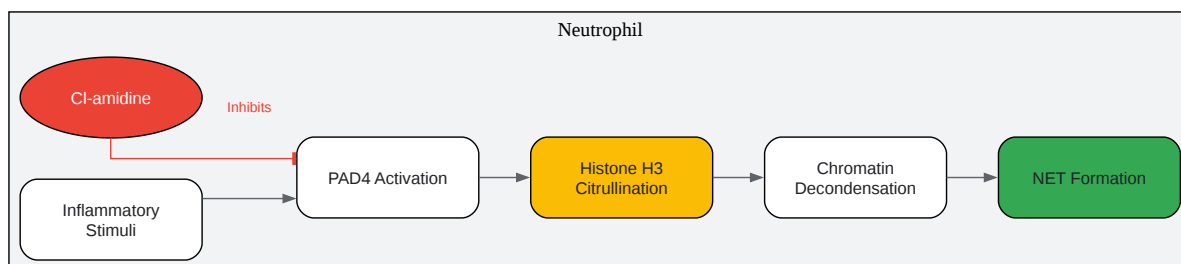 Neutrophil
Cl-amidine
Inhibits
PAD4 Activation
Histone H3
Citrullination
Chromatin
Decondensation
NET Formation
Inflammatory
Stimuli